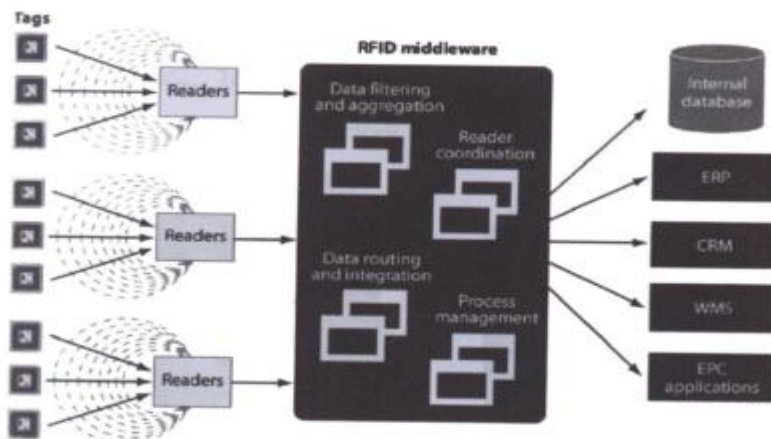 Tags
RFID middleware
Readers
Readers
Readers
Data filtering
and aggregation
Reader
coordination
Data routing
and integration
Process
management
Internal
database
ERP
CRM
WMS
EPC
applications